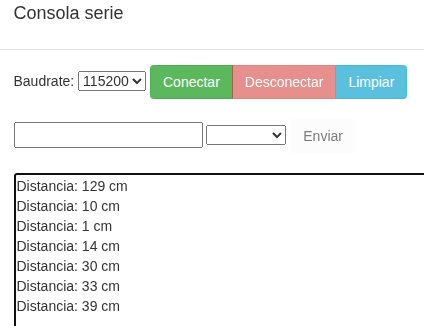 Consola serie
Baudrate: 115200 Conectar Desconectar Limpiar
Enviar
Distancia: 129 cm
Distancia: 10 cm
Distancia: 1 cm
Distancia: 14 cm
Distancia: 30 cm
Distancia: 33 cm
Distancia: 39 cm